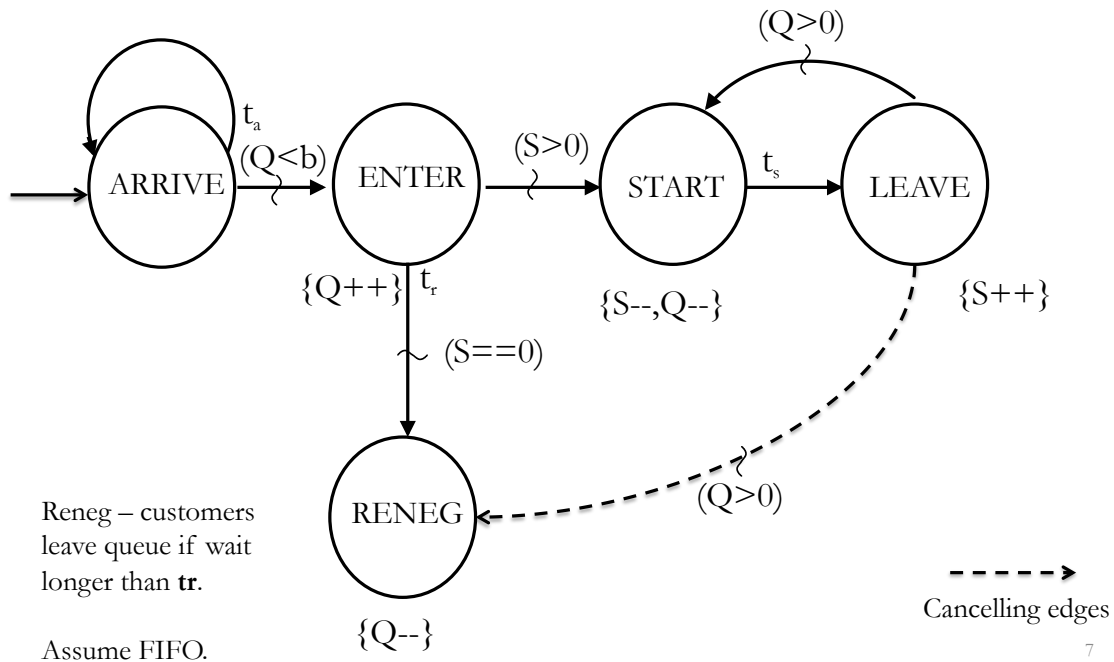 (Q>0)
t_a
(Q<b)
(S>0)
ARRIVE
ENTER
START
t_s
LEAVE
{Q++}
t_r
{S--,Q--}
{S++}
(S==0)
(Q>0)
RENEG
Reneg – customers
leave queue if wait
longer than tr.
Cancelling edges
{Q--}
Assume FIFO.
7